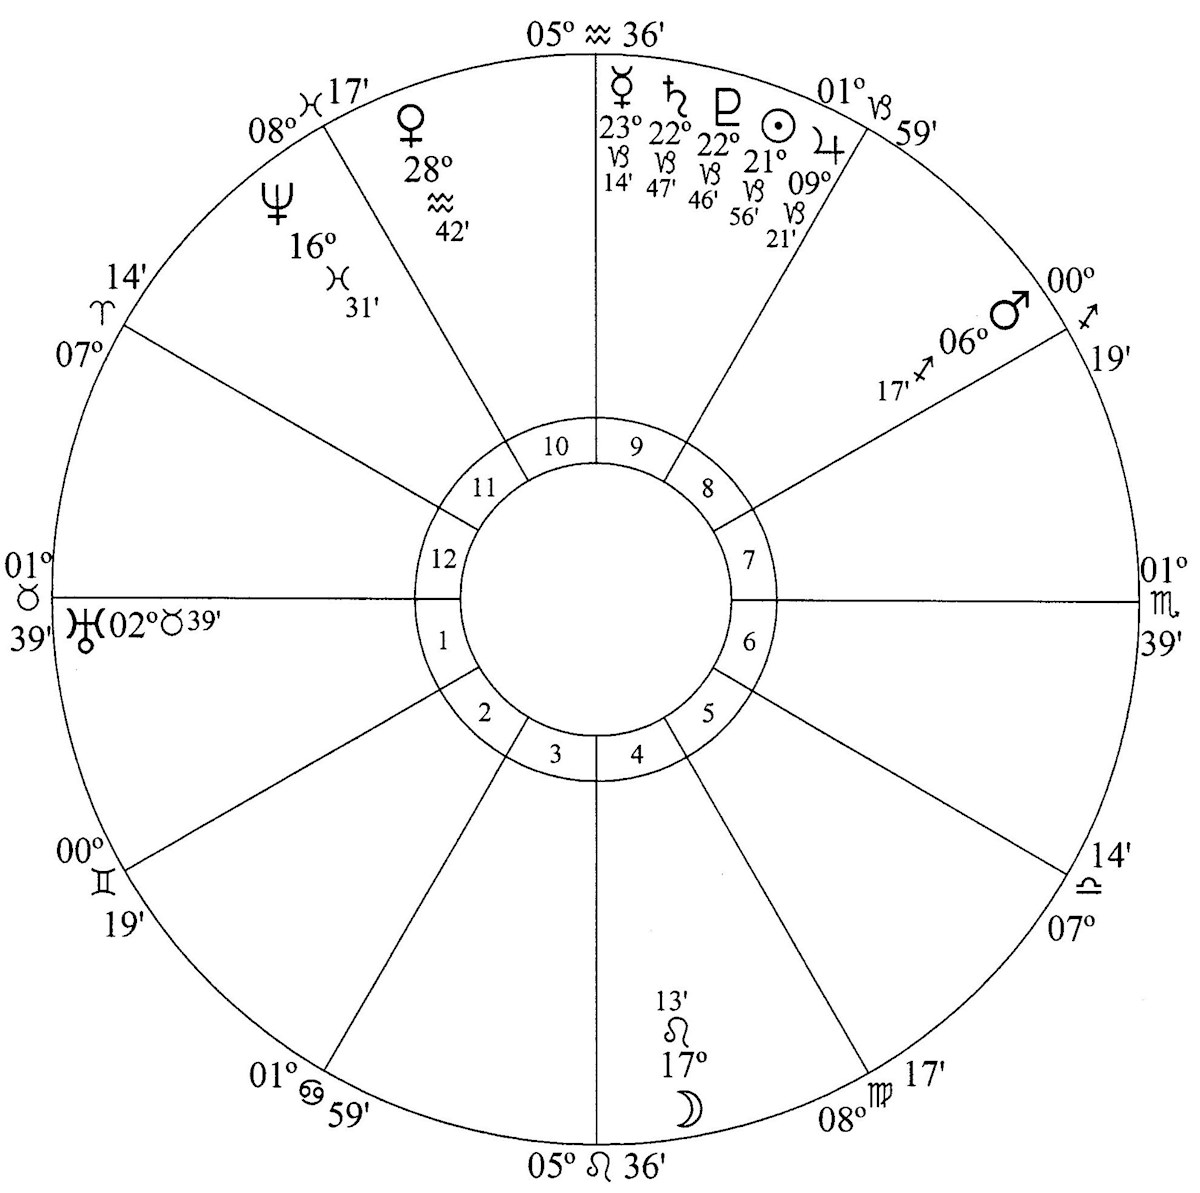 05º ♒ 36'
08º ♓ 17'
♀
28º
♒
42'
☿
23º
♑
14'
♄
22º
♑
47'
♇
22º
♑
46'
☉
21º
♑
56'
♃
09º
♑
21'
01º ♑ 59'
♆
16º
♓
31'
14'
♈
07º
00º
♐
19'
♂
06º
♐
17'
10
9
11
8
12
7
1
6
2
5
3
4
01º
♉
39'
♅ 02º ♉ 39'
01º
♏
39'
00º
♊
19'
14'
♎
07º
13'
♌
17º
☽
01º ♋ 59'
08º ♍ 17'
05º ♌ 36'